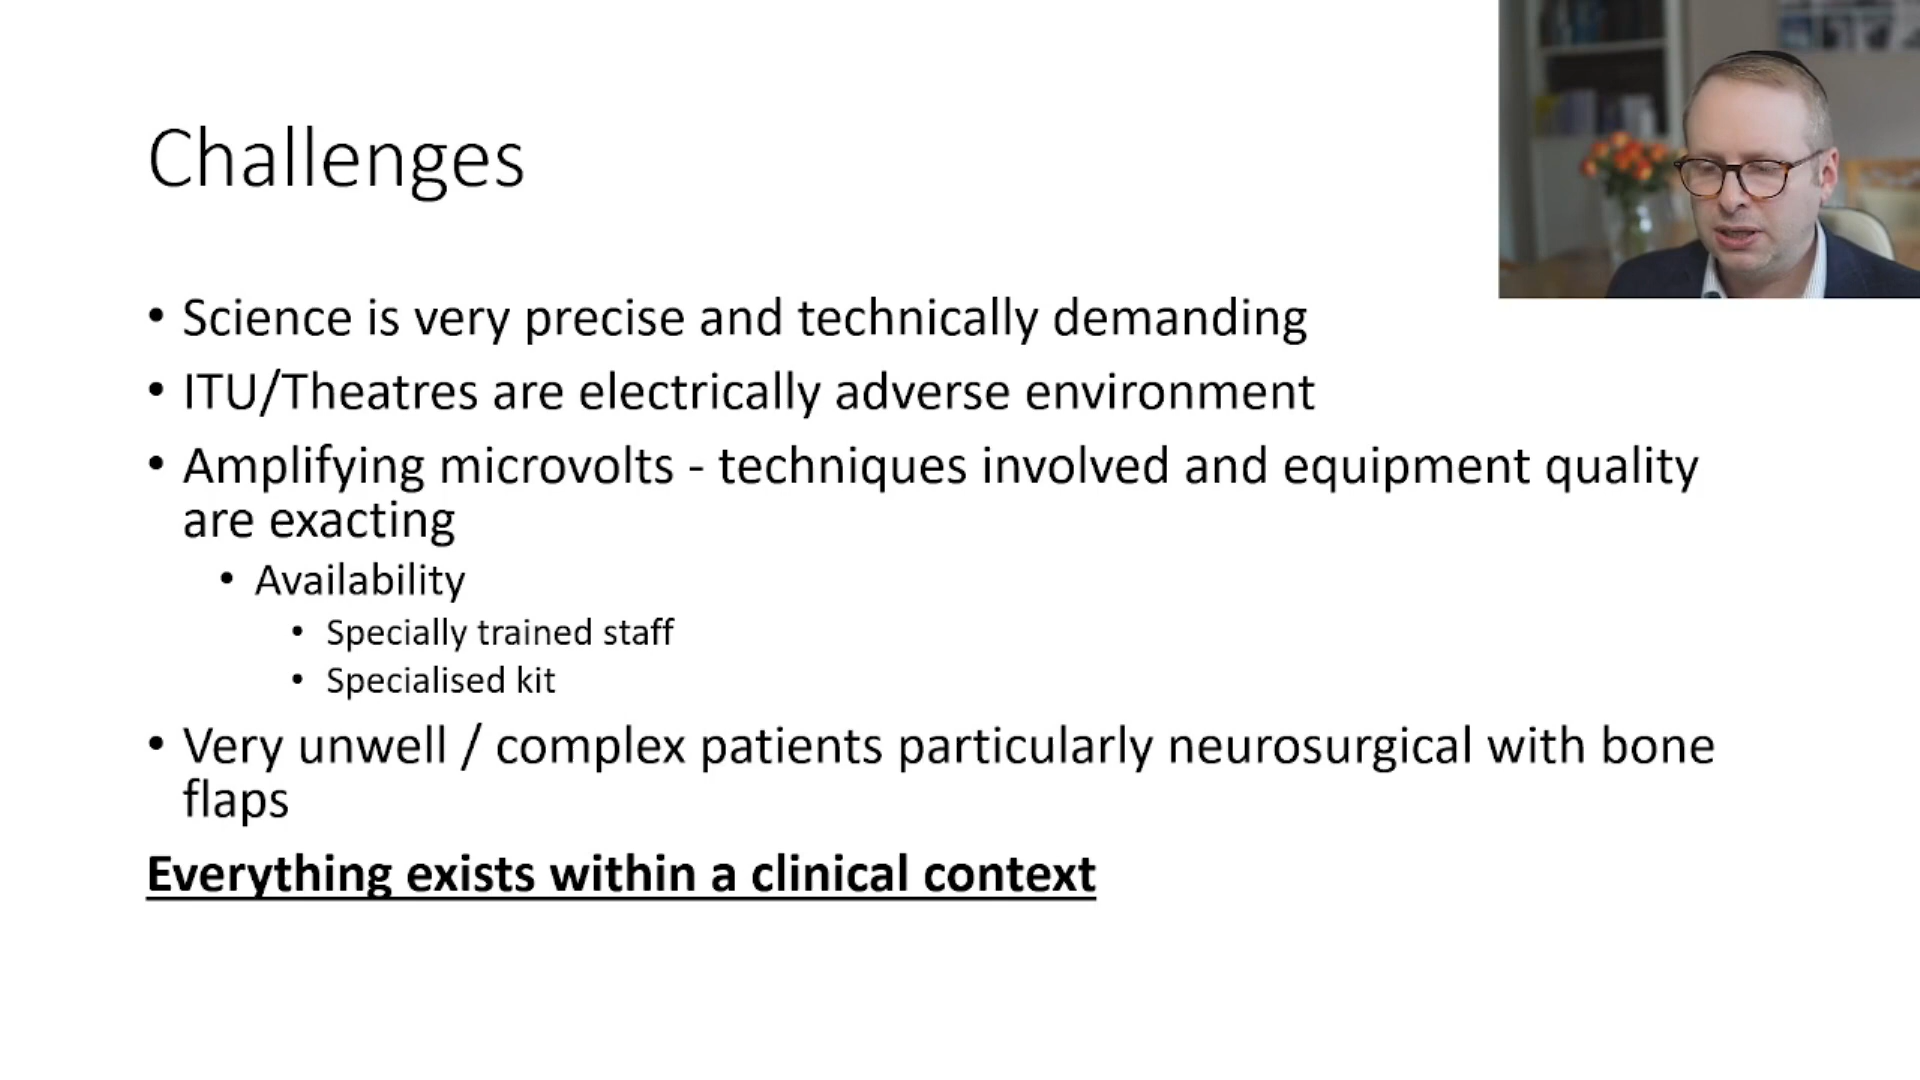 Challenges
• Science is very precise and technically demanding
• ITU/Theatres are electrically adverse environment
• Amplifying microvolts - techniques involved and equipment quality
are exacting
• Availability
• Specially trained staff
• Specialised kit
• Very unwell / complex patients particularly neurosurgical with bone
flaps
Everything exists within a clinical context